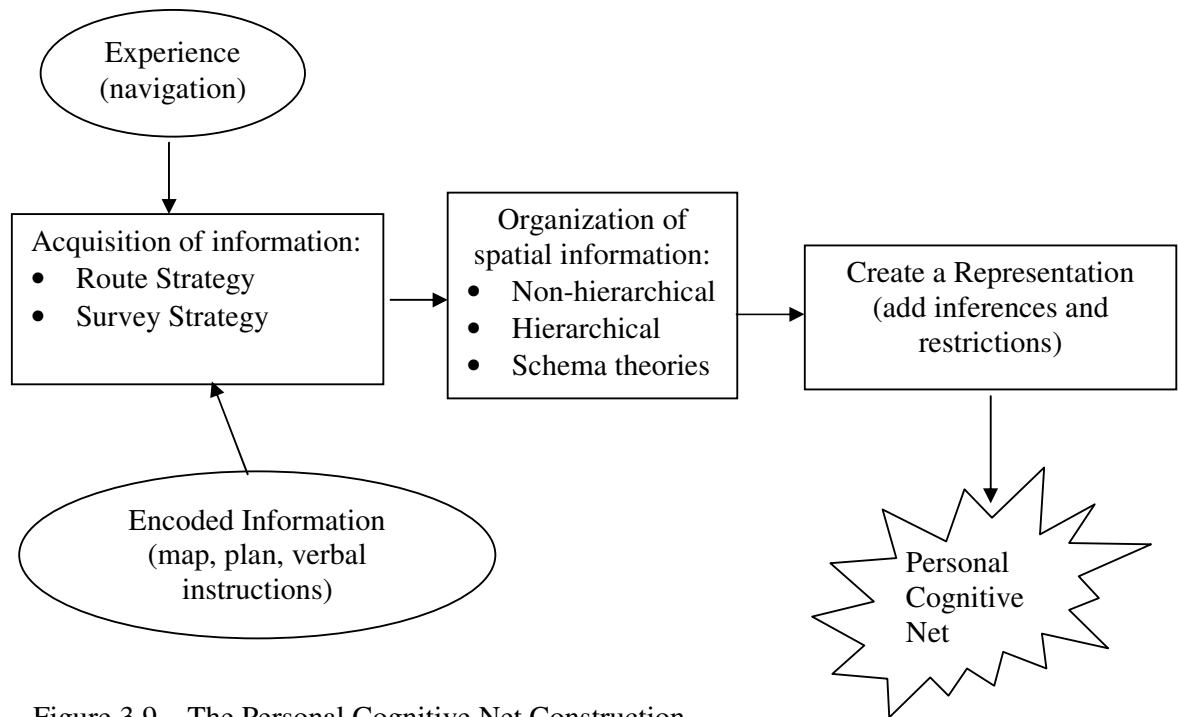 Experience
(navigation)
Acquisition of information:
• Route Strategy
• Survey Strategy
Organization of
spatial information:
• Non-hierarchical
• Hierarchical
• Schema theories
Create a Representation
(add inferences and
restrictions)
Encoded Information
(map, plan, verbal
instructions)
Personal
Cognitive
Net
Figure 3.9 The Personal Cognitive Net Construction